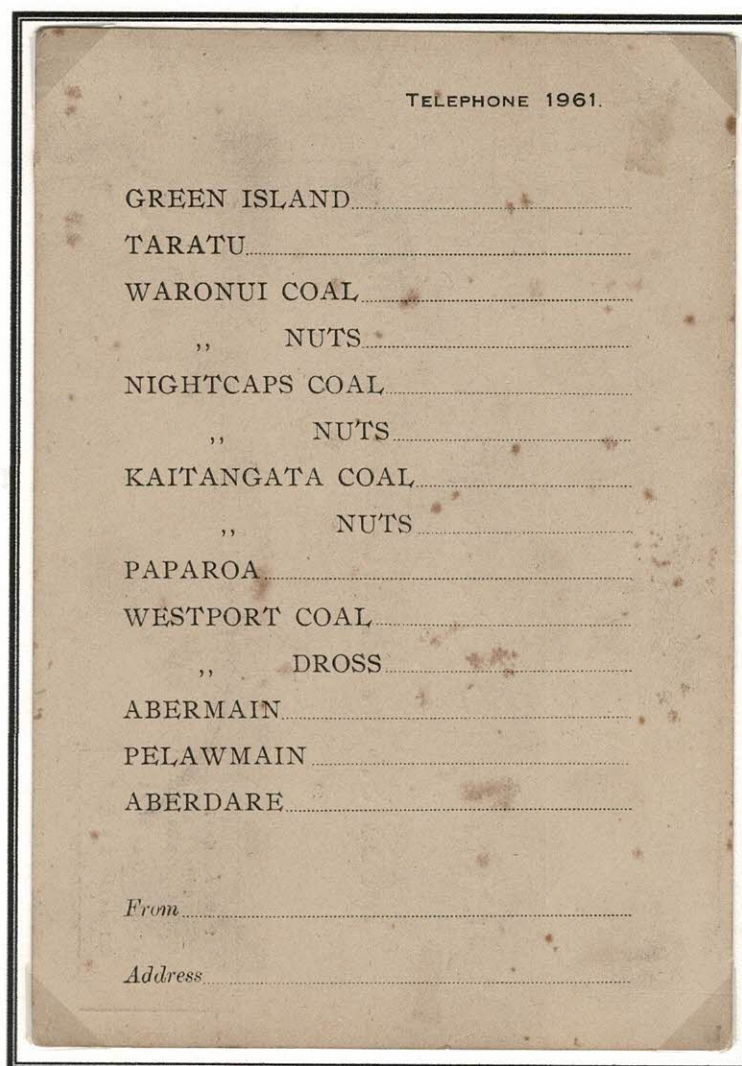 TELEPHONE 1961.
GREEN ISLAND
TARATU
WARONUI COAL
,, NUTS
NIGHTCAPS COAL
,, NUTS
KAITANGATA COAL
,, NUTS
PAPAROA
WESTPORT COAL
,, DROSS
ABERMAIN
PELAWMAIN
ABERDARE
From
Address